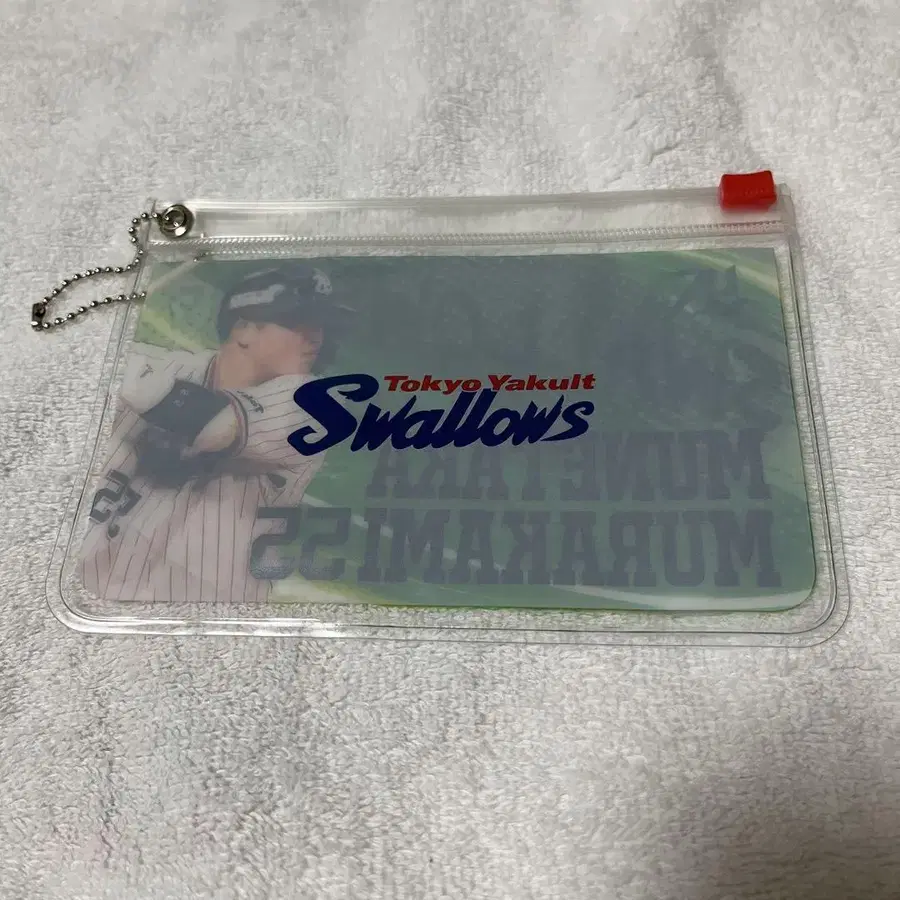 Tokyo Yakult
Swallows
MUNETAKA
MURAKAMI 55